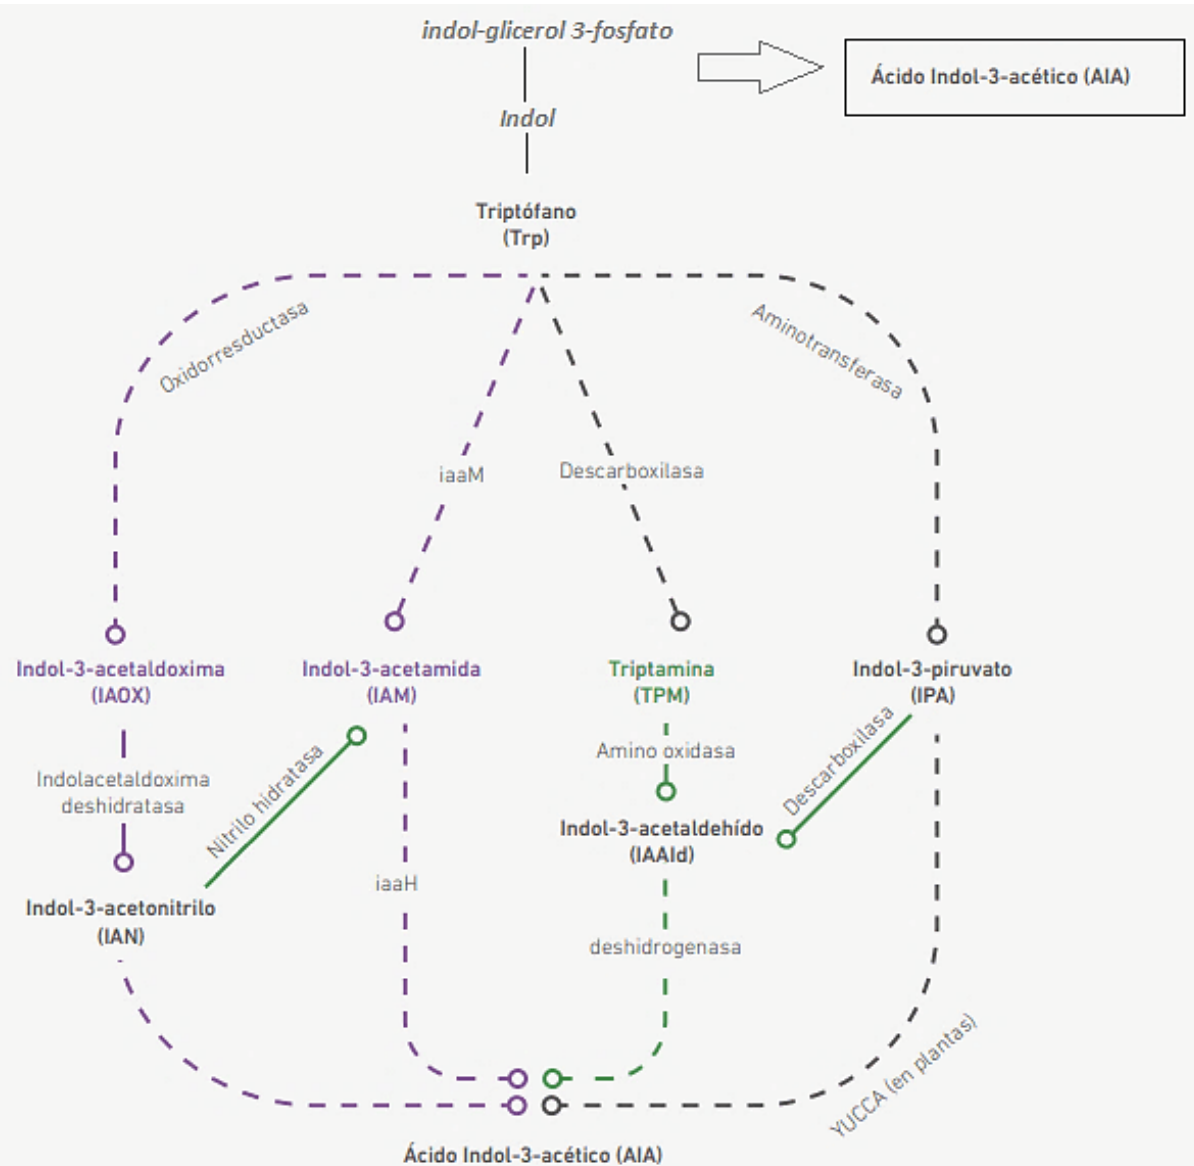 indol-glicerol 3-fosfato
Ácido Indol-3-acético (AIA)
Indol
Triptófano
(Trp)
Oxidorresductasa
Aminotransferasa
iaaM
Descarboxilasa
Indol-3-acetaldoxima
(IAOX)
Indol-3-acetamida
(IAM)
Triptamina
(TPM)
Indol-3-piruvato
(IPA)
Indolacetaldoxima
deshidratasa
Nitrilo hidratasa
Amino oxidasa
Descarboxilasa
Indol-3-acetaldehído
(IAAld)
iaaH
Indol-3-acetonitrilo
(IAN)
deshidrogenasa
YUCCA (en plantas)
Ácido Indol-3-acético (AIA)